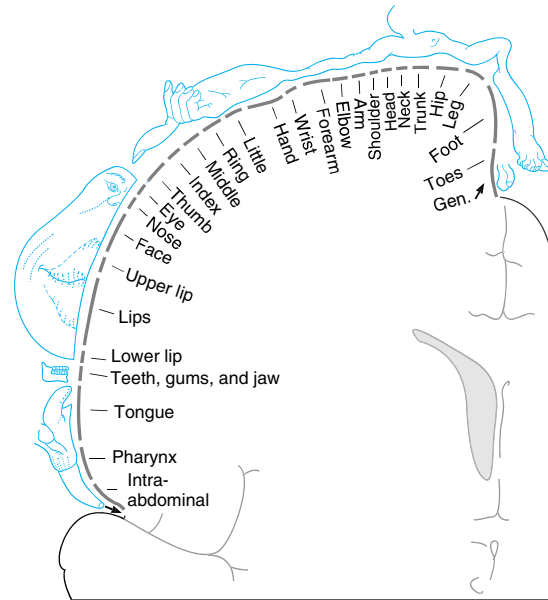 Gen.
Toes
Foot
Leg
Hip
Trunk
Neck
Head
Shoulder
Arm
Elbow
Forearm
Wrist
Hand
Little
Ring
Middle
Index
Thumb
Eye
Nose
Face
Upper lip
Lips
Lower lip
Teeth, gums, and jaw
Tongue
Pharynx
Intra-
abdominal